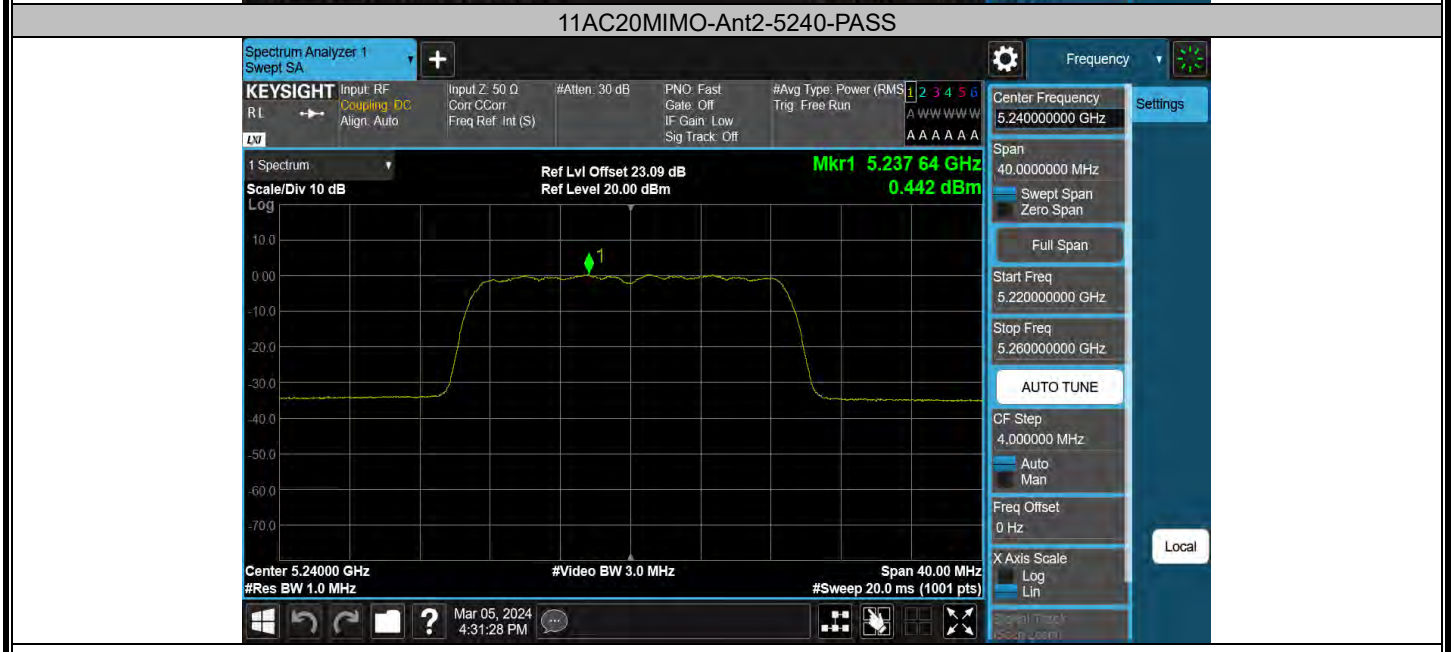 11AC20MIMO-Ant2-5240-PASS
Spectrum Analyzer 1
Swept SA
+
Frequency
KEYSIGHT
RL
LXI
Input: RF
Coupling: DC
Align: Auto
Input Z: 50 Ω
Corr CCorr
Freq Ref: Int (S)
#Atten: 30 dB
PNO: Fast
Gate: Off
IF Gain: Low
Sig Track: Off
#Avg Type: Power (RMS
Trig: Free Run
1 2 3 4 5 6
A W W W W W
A A A A A A
Center Frequency
5.240000000 GHz
Settings
1 Spectrum
Scale/Div 10 dB
Log
Ref Lvl Offset 23.09 dB
Ref Level 20.00 dBm
Mkr1 5.237 64 GHz
0.442 dBm
Span
40.0000000 MHz
Swept Span
Zero Span
Full Span
Start Freq
5.220000000 GHz
Stop Freq
5.260000000 GHz
AUTO TUNE
CF Step
4.000000 MHz
Auto
Man
Freq Offset
0 Hz
X Axis Scale
Log
Lin
Local
1
10.0
0.00
-10.0
-20.0
-30.0
-40.0
-50.0
-60.0
-70.0
Center 5.24000 GHz
#Video BW 3.0 MHz
Span 40.00 MHz
#Res BW 1.0 MHz
#Sweep 20.0 ms (1001 pts)
?
Mar 05, 2024
4:31:28 PM